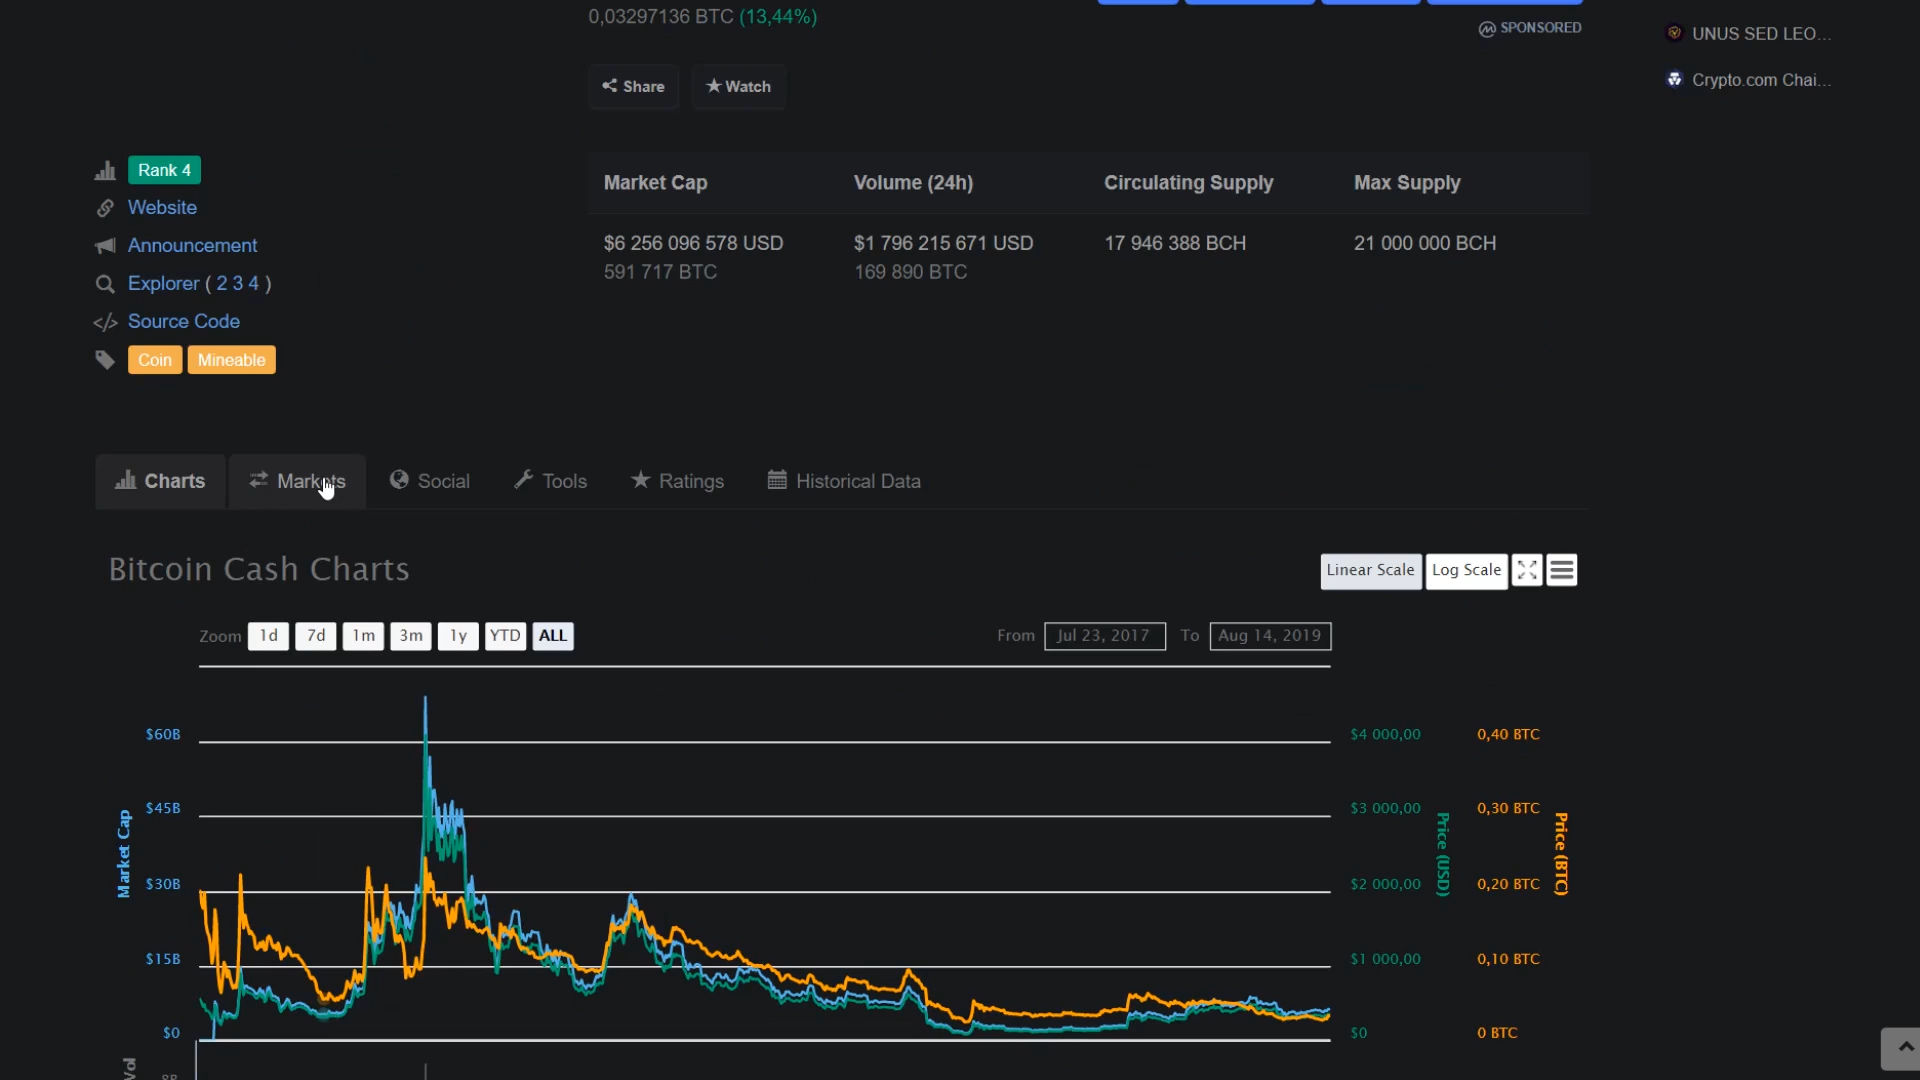 0,03297136 BTC (13,44%)
SPONSORED
UNUS SED LEO...
Crypto.com Chai...
Share
Watch
Rank 4
Website
Announcement
Explorer ( 2 3 4 )
Source Code
Coin Mineable
Market Cap Volume (24h) Circulating Supply Max Supply
$6 256 096 578 USD $1 796 215 671 USD 17 946 388 BCH 21 000 000 BCH
591 717 BTC 169 890 BTC
Charts Markets Social Tools Ratings Historical Data
Bitcoin Cash Charts
Linear Scale Log Scale
Zoom 1d 7d 1m 3m 1y YTD ALL
From Jul 23, 2017 To Aug 14, 2019
$60B $4 000,00 0,40 BTC
$45B $3 000,00 0,30 BTC
Market Cap
Price (USD)
Price (BTC)
$30B $2 000,00 0,20 BTC
$15B $1 000,00 0,10 BTC
$0 $0 0 BTC
Vol